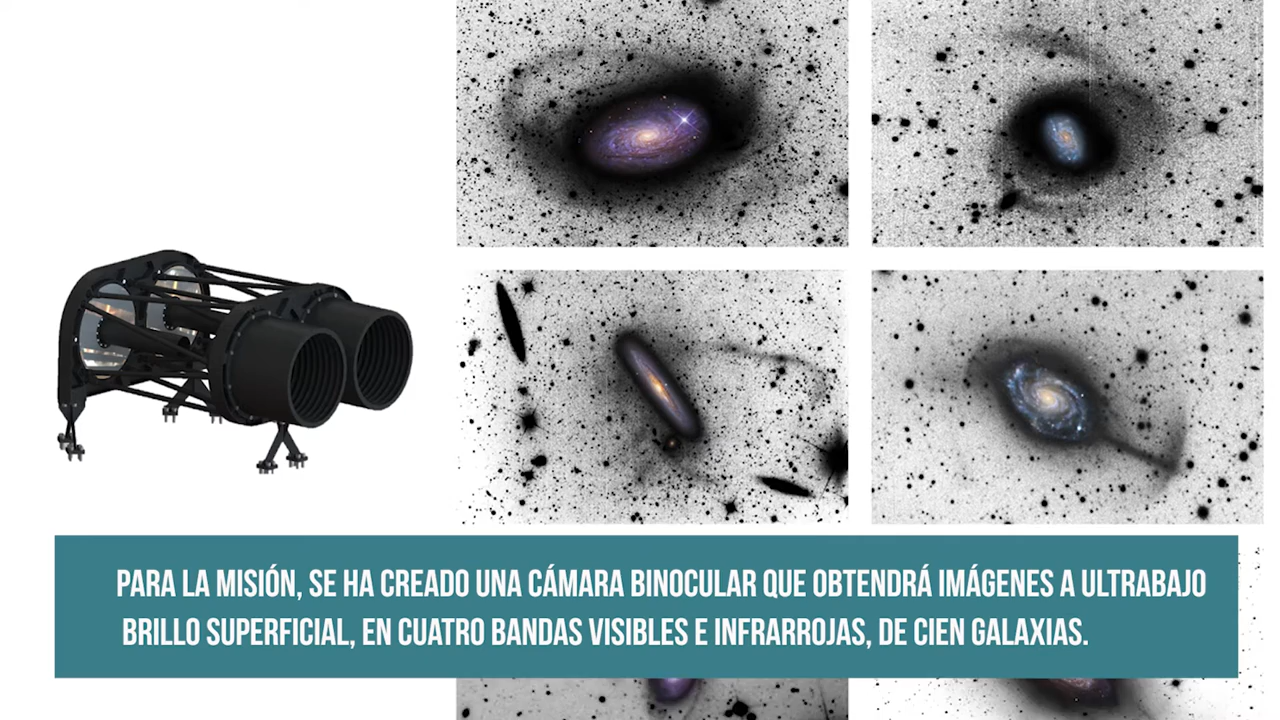 PARA LA MISIÓN, SE HA CREADO UNA CÁMARA BINOCULAR QUE OBTENDRÁ IMÁGENES A ULTRABAJO
BRILLO SUPERFICIAL, EN CUATRO BANDAS VISIBLES E INFRARROJAS, DE CIEN GALAXIAS.